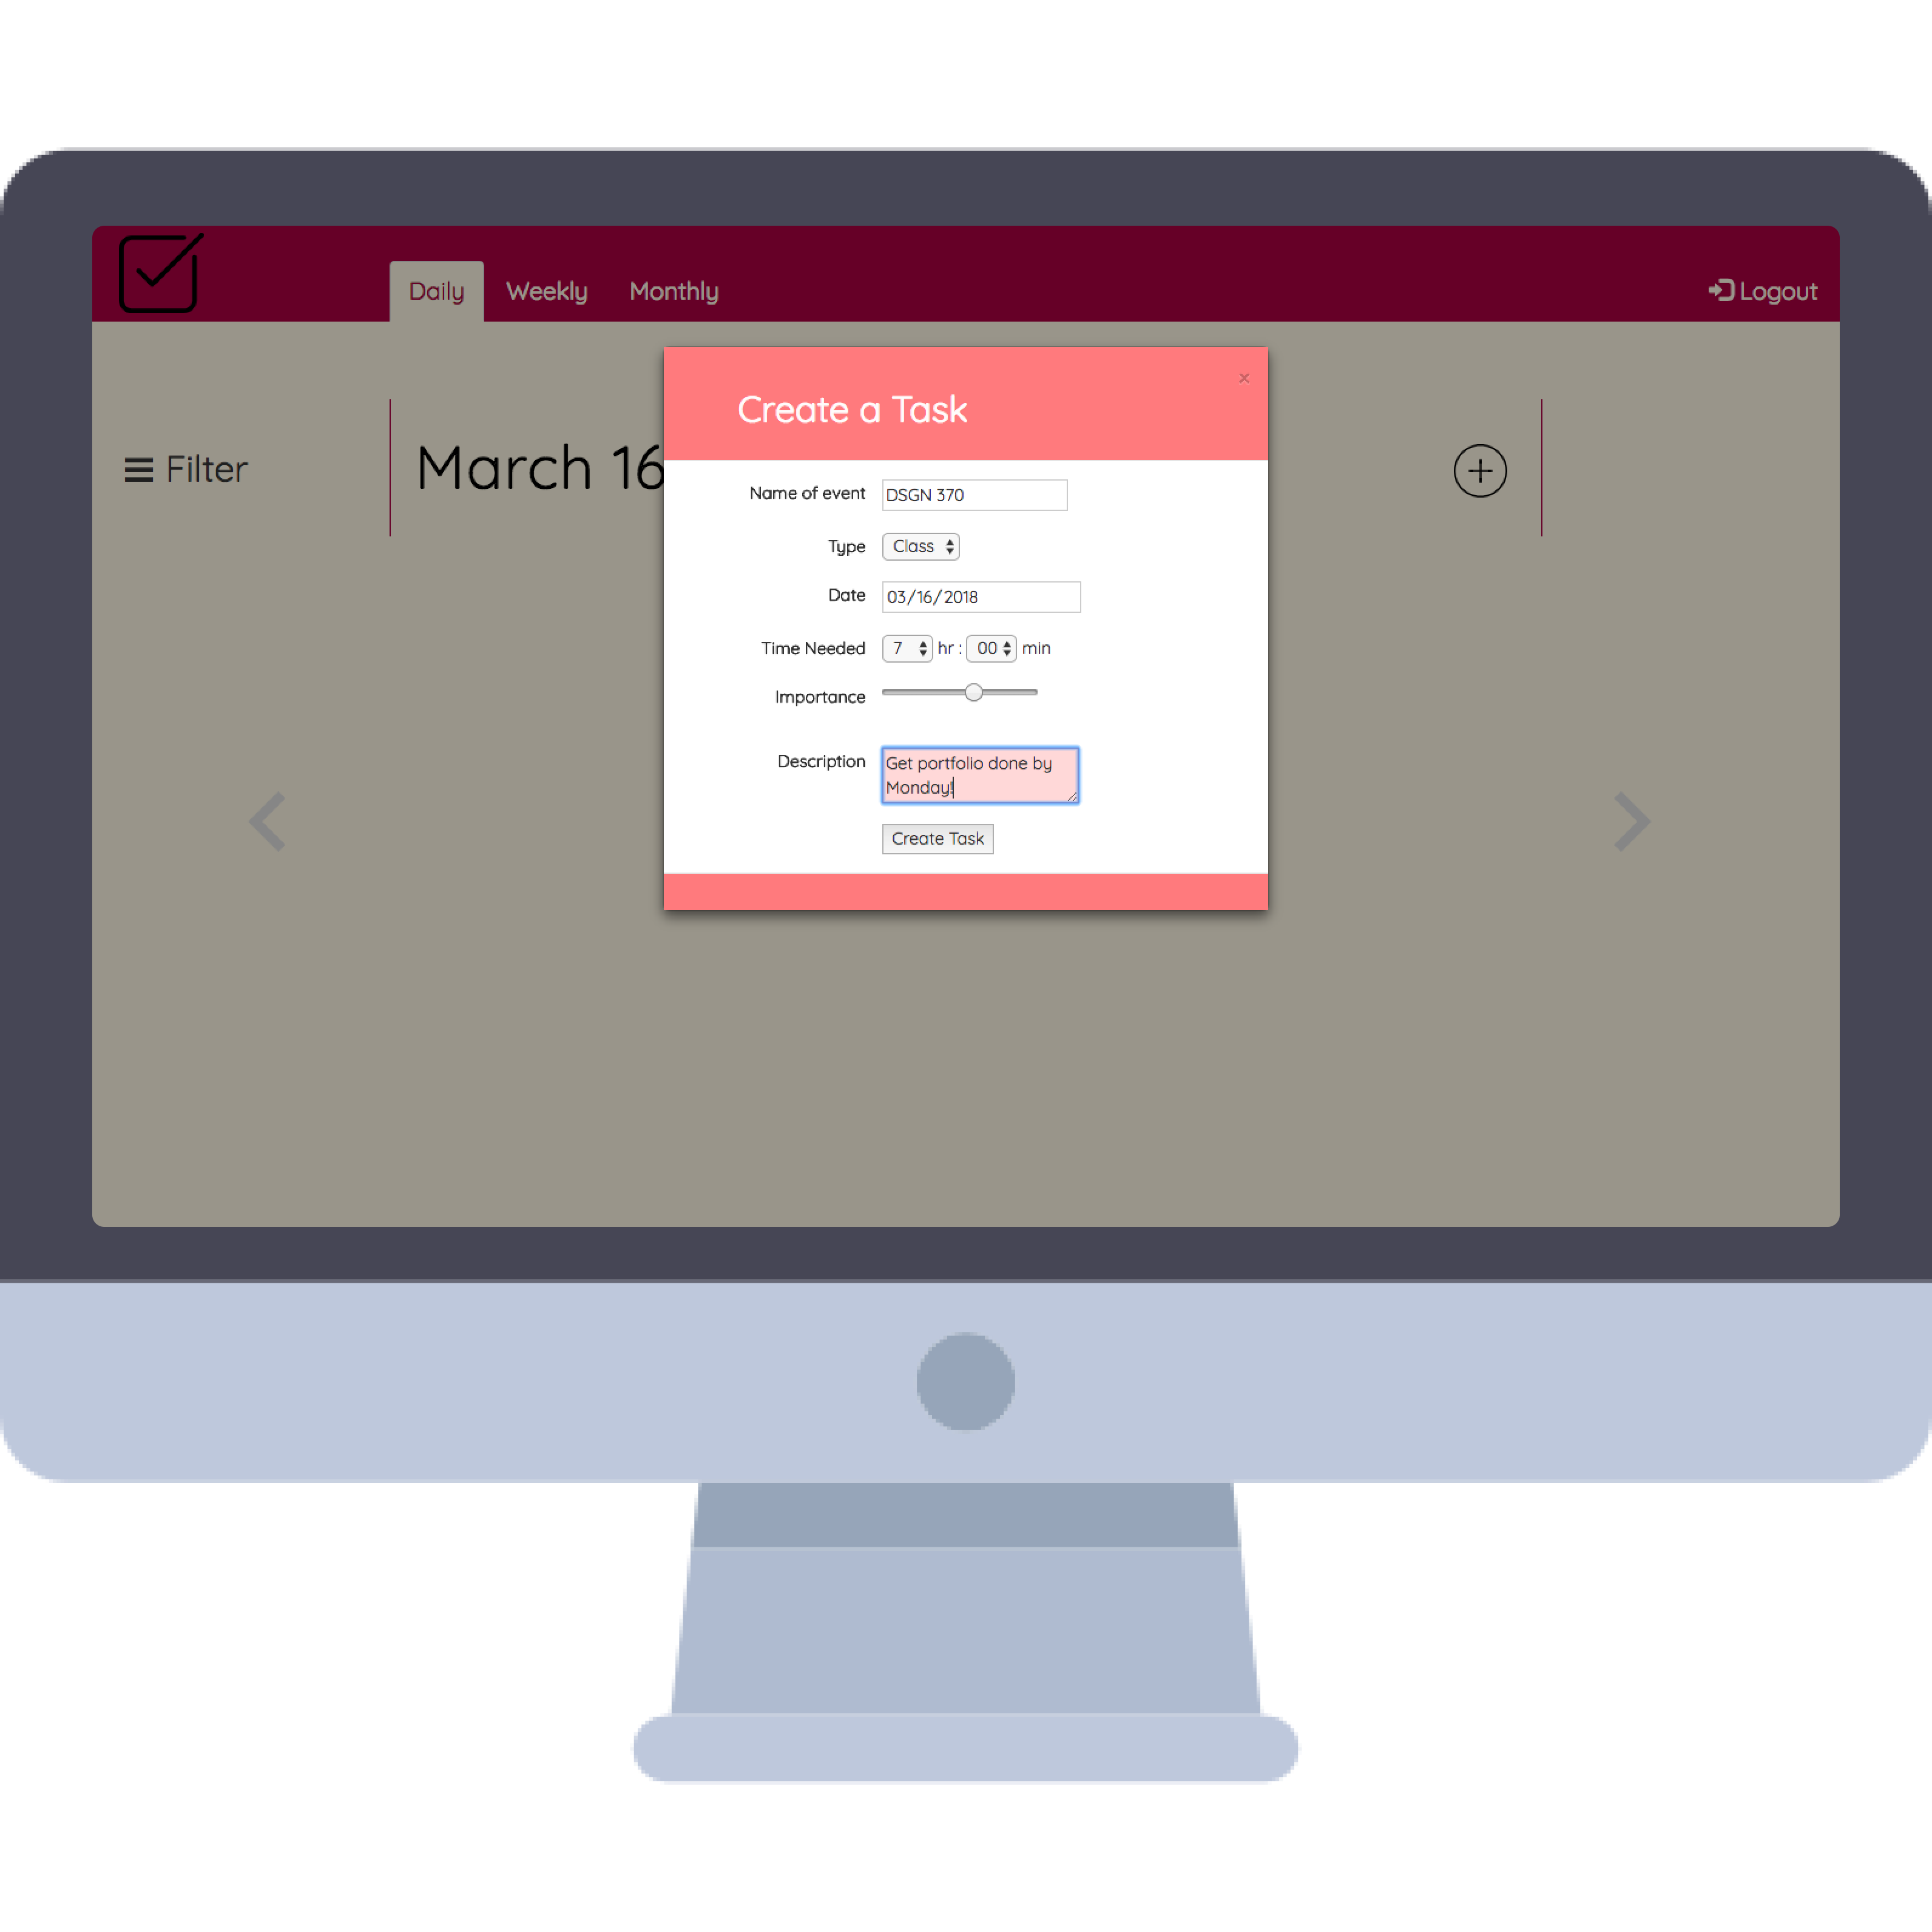 Daily Weekly Monthly Logout
Create a Task
×
Filter
March 16
Name of event DSGN 370
Type Class
Date 03/16/2018
Time Needed 7 hr : 00 min
Importance
Description Get portfolio done by
Monday!
Create Task